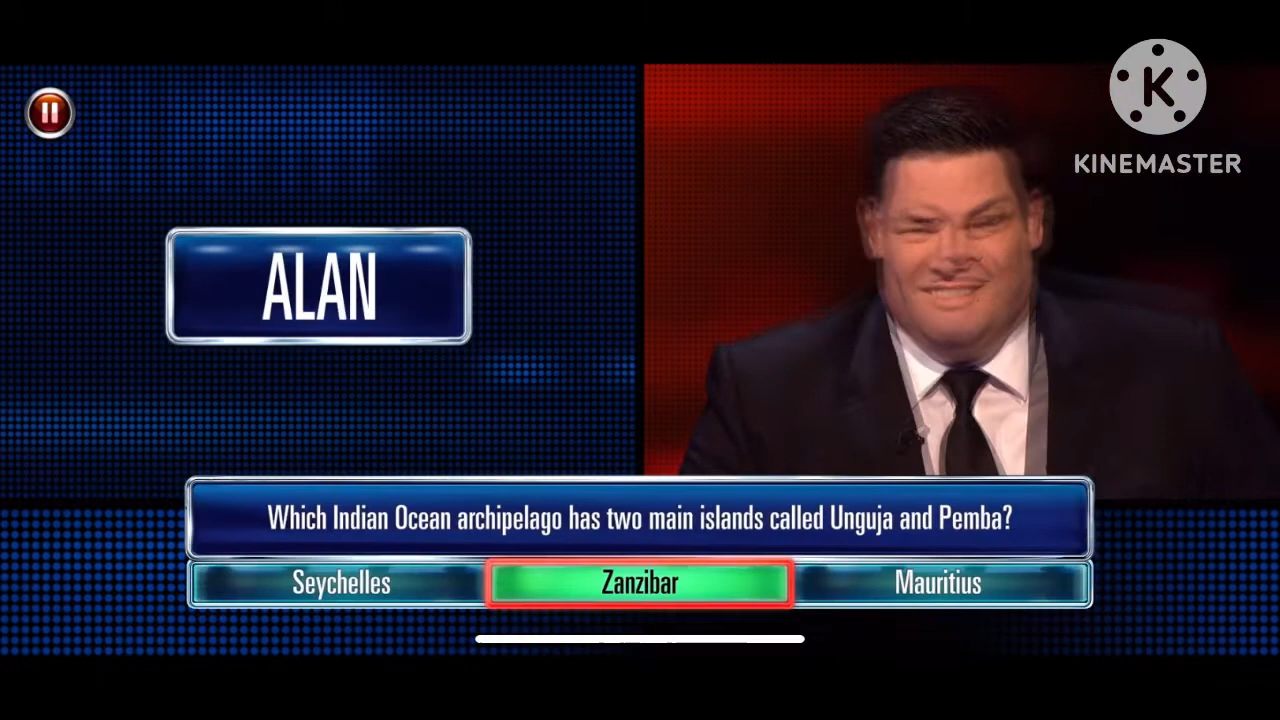 KINEMASTER
ALAN
Which Indian Ocean archipelago has two main islands called Unguja and Pemba?
Seychelles
Zanzibar
Mauritius